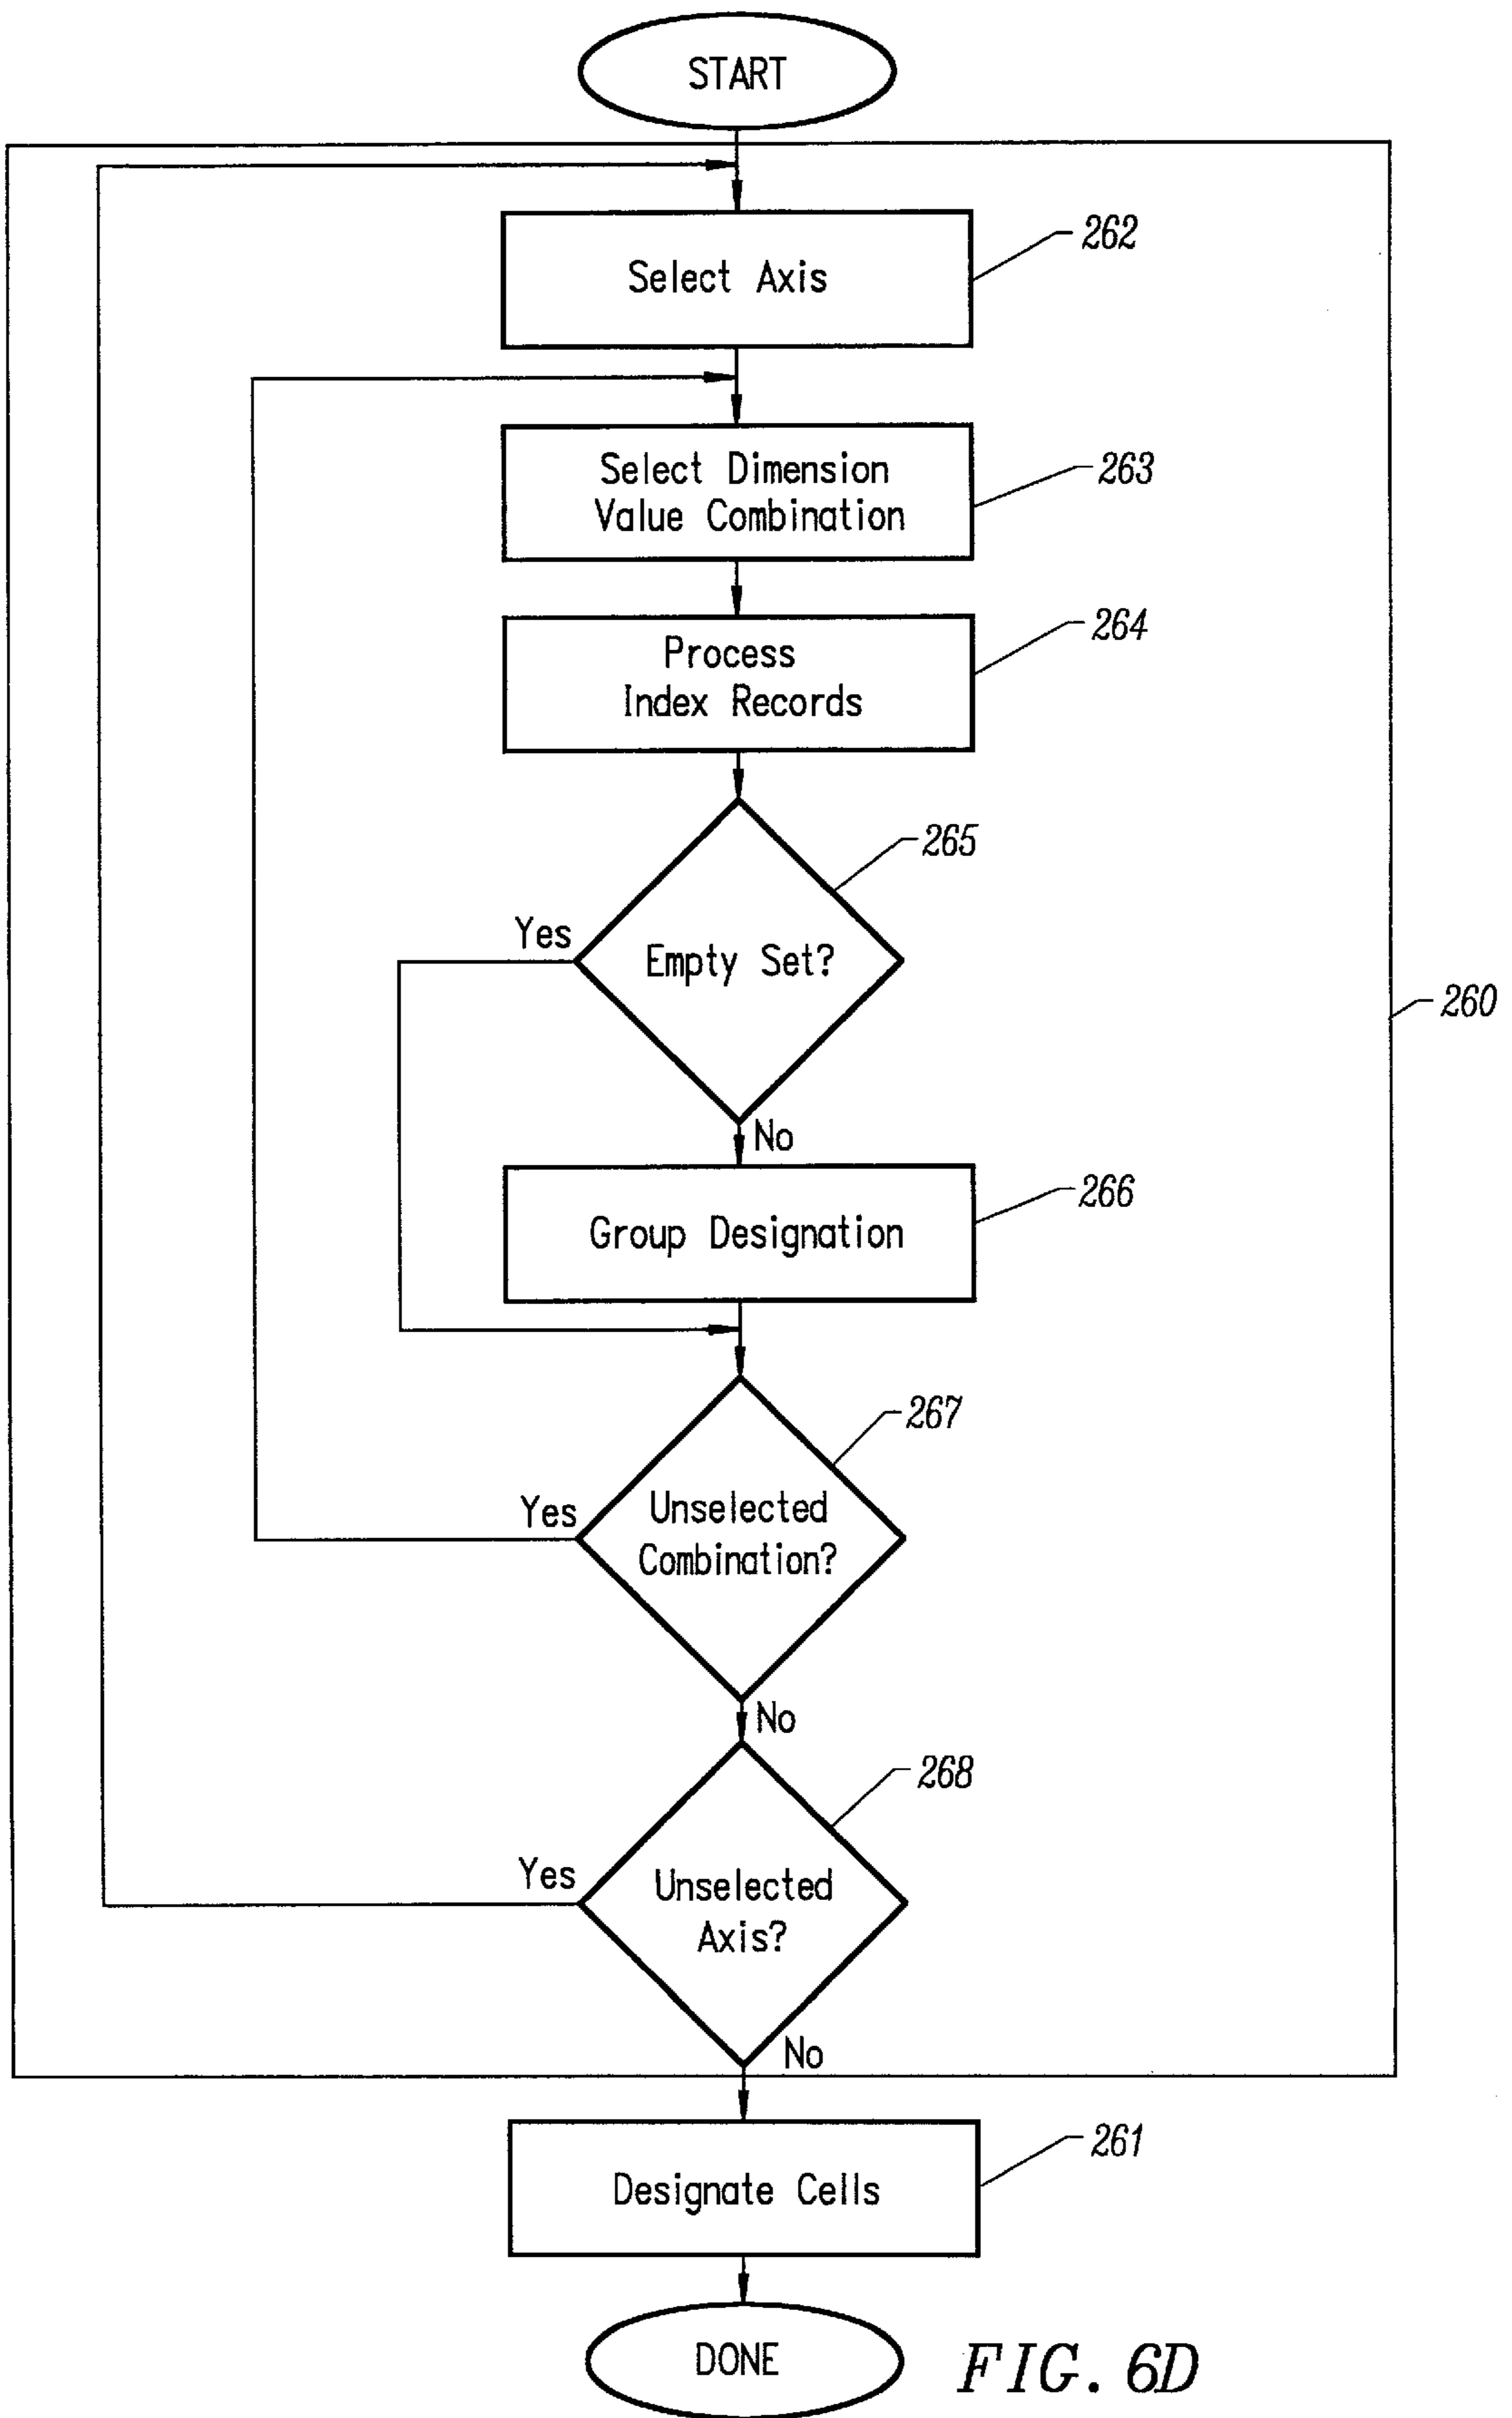 START
262
Select Axis
263
Select Dimension
Value Combination
264
Process
Index Records
265
Yes
Empty Set?
260
No
266
Group Designation
267
Yes
Unselected
Combination?
No
268
Yes
Unselected
Axis?
No
261
Designate Cells
DONE
FIG. 6D